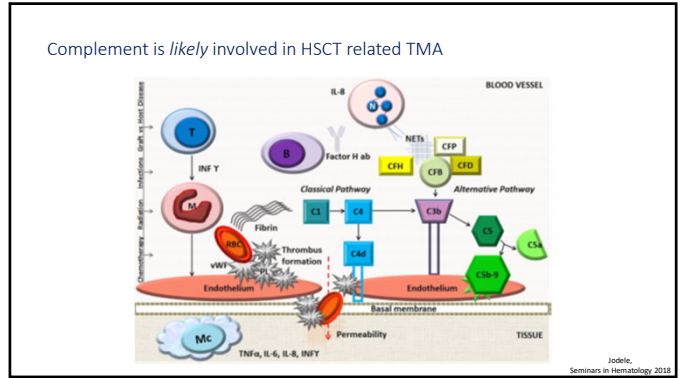 Complement is likely involved in HSCT related TMA
BLOOD VESSEL
IL-8
N
Chemotherapy Radiation Infections Graft vs Host Disease
T
INF Y
M
B
Factor H ab
NETs
CFP
CFH
CFD
CFB
Classical Pathway
Alternative Pathway
C1
C4
C3b
C5
C5a
C4d
C5b-9
Fibrin
RBC
Thrombus
formation
vWF
PL
Endothelium
Endothelium
Basal membrane
Permeability
TISSUE
Mc
TNFα, IL-6, IL-8, INFY
Jodele,
Seminars in Hematology 2018